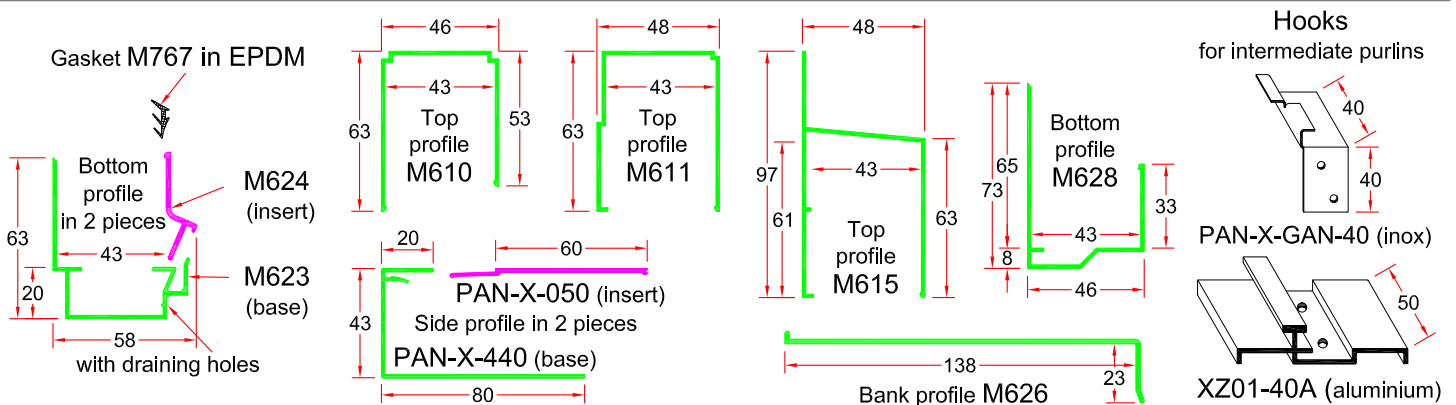 Gasket M767 in EPDM
Bottom
profile
in 2 pieces
M624
(insert)
M623
(base)
63
43
20
58
with draining holes
46
43
63
53
Top
profile
M610
48
43
63
Top
profile
M611
20
60
43
PAN-X-050 (insert)
Side profile in 2 pieces
PAN-X-440 (base)
80
48
97
61
43
63
Top
profile
M615
Bottom
profile
M628
65
73
8
43
33
46
138
23
Bank profile M626
Hooks
for intermediate purlins
40
40
PAN-X-GAN-40 (inox)
50
XZ01-40A (aluminium)